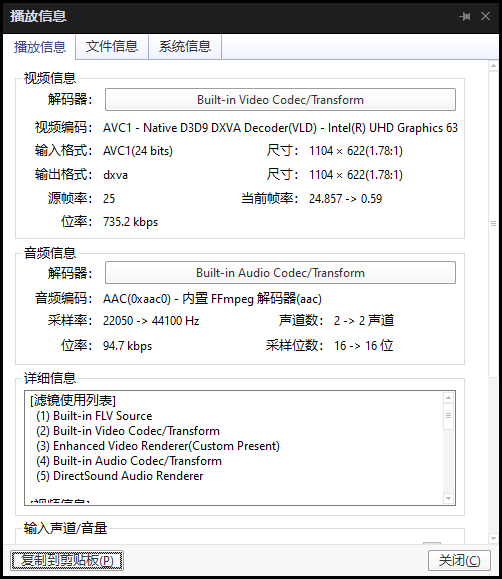 播放信息
播放信息 文件信息 系统信息
视频信息
解码器: Built-in Video Codec/Transform
视频编码: AVC1 - Native D3D9 DXVA Decoder(VLD) - Intel(R) UHD Graphics 63
输入格式: AVC1(24 bits) 尺寸: 1104 × 622(1.78:1)
输出格式: dxva 尺寸: 1104 × 622(1.78:1)
源帧率: 25 当前帧率: 24.857 -> 0.59
位率: 735.2 kbps
音频信息
解码器: Built-in Audio Codec/Transform
音频编码: AAC(0xaac0) - 内置 FFmpeg 解码器(aac)
采样率: 22050 -> 44100 Hz 声道数: 2 -> 2 声道
位率: 94.7 kbps 采样位数: 16 -> 16 位
详细信息
[滤镜使用列表]
(1) Built-in FLV Source
(2) Built-in Video Codec/Transform
(3) Enhanced Video Renderer(Custom Present)
(4) Built-in Audio Codec/Transform
(5) DirectSound Audio Renderer
输入声道/音量
复制到剪贴板(P) 关闭(C)